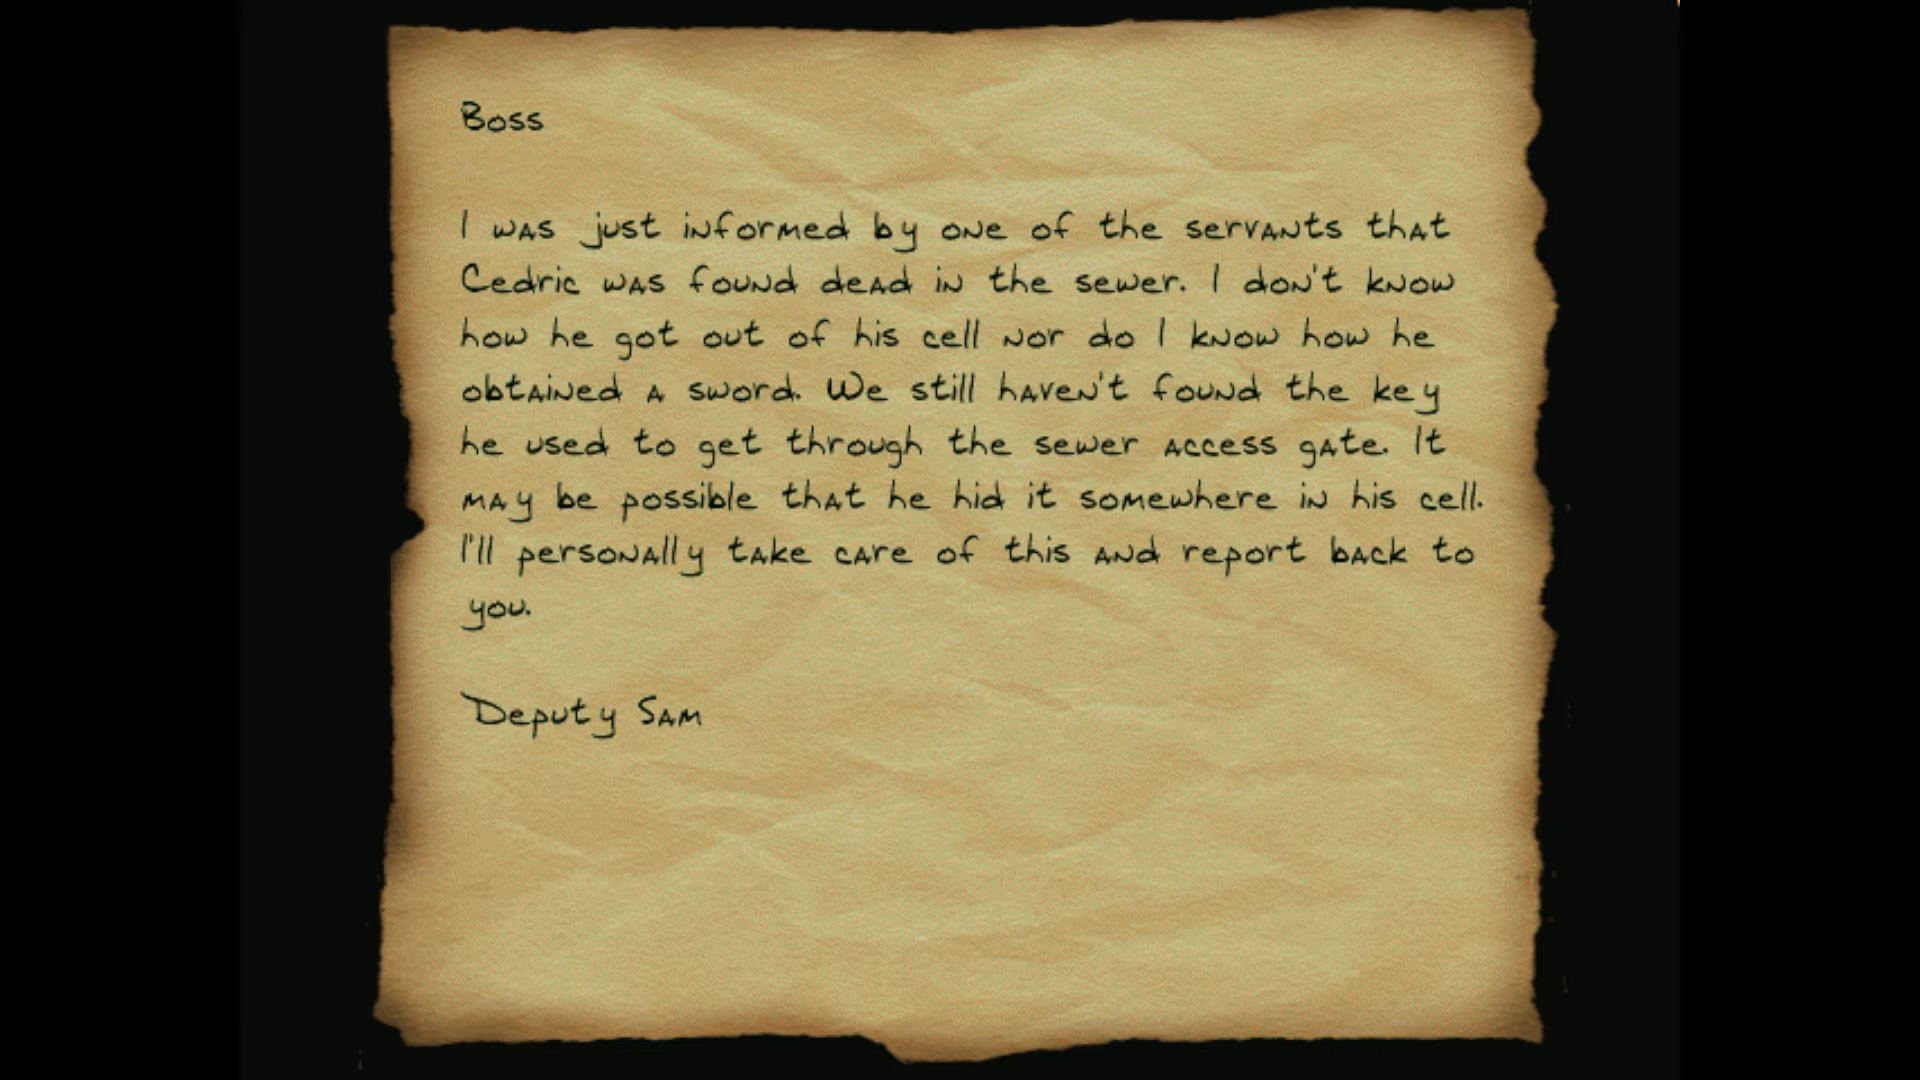 Boss
I was just informed by one of the servants that
Cedric was found dead in the sewer. I don't know
how he got out of his cell nor do I know how he
obtained a sword. We still haven't found the key
he used to get through the sewer access gate. It
may be possible that he hid it somewhere in his cell.
I'll personally take care of this and report back to
you.
Deputy Sam